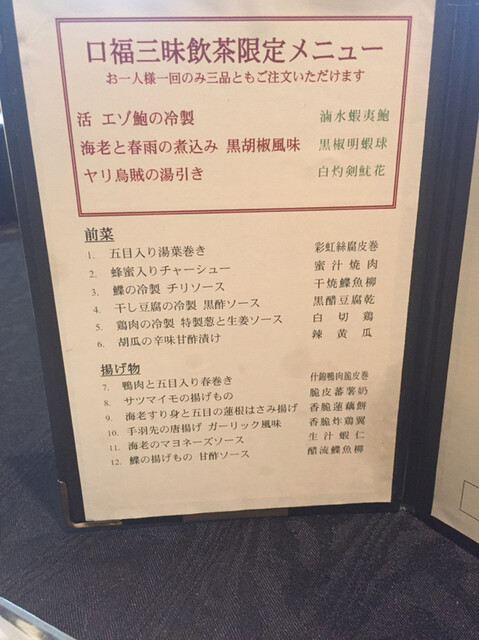 口福三昧飲茶限定メニュー
お一人様一回のみ三品ともご注文いただけます
活 エゾ鮑の冷製 滷水蝦夷鮑
海老と春雨の煮込み 黒胡椒風味 黒椒明蝦球
ヤリ烏賊の湯引き 白灼剣魷花
前菜
1. 五目入り湯葉巻き 彩虹絲腐皮巻
2. 蜂蜜入りチャーシュー 蜜汁焼肉
3. 鰈の冷製 チリソース 干焼鰈魚柳
4. 干し豆腐の冷製 黒酢ソース 黒醋豆腐乾
5. 鶏肉の冷製 特製葱と生姜ソース 白切鶏
6. 胡瓜の辛味甘酢漬け 辣黄瓜
揚げ物
7. 鴨肉と五目入り春巻き 什錦鴨肉脆皮巻
8. サツマイモの揚げもの 脆皮蕃薯奶
9. 海老すり身と五目の蓮根はさみ揚げ 香脆蓮藕餅
10. 手羽先の唐揚げ ガーリック風味 香脆炸鶏翼
11. 海老のマヨネーズソース 生汁蝦仁
12. 鰈の揚げもの 甘酢ソース 醋流鰈魚柳